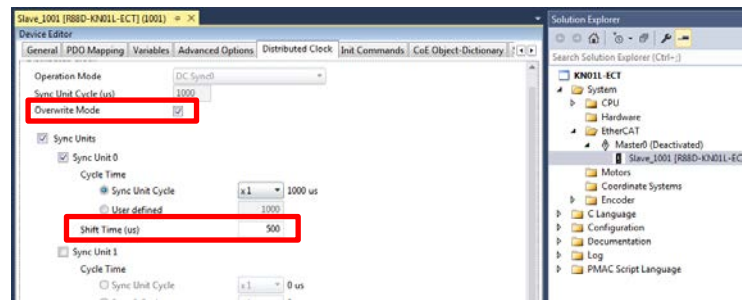 Slave_1001 [R88D-KN01L-ECT] (1001)
Device Editor
General PDO Mapping Variables Advanced Options Distributed Clock Init Commands CoE Object-Dictionary
Operation Mode DC Sync0
Sync Unit Cycle (us) 1000
Overwrite Mode
Sync Units
Sync Unit 0
Cycle Time
Sync Unit Cycle x1 1000 us
User defined 1000
Shift Time (us) 500
Sync Unit 1
Cycle Time
Sync Unit Cycle x1 0 us
Solution Explorer
Search Solution Explorer (Ctrl+;)
KN01L-ECT
System
CPU
Hardware
EtherCAT
Master0 (Deactivated)
Slave_1001 [R88D-KN01L-EC
Motors
Coordinate Systems
Encoder
C Language
Configuration
Documentation
Log
PMAC Script Language